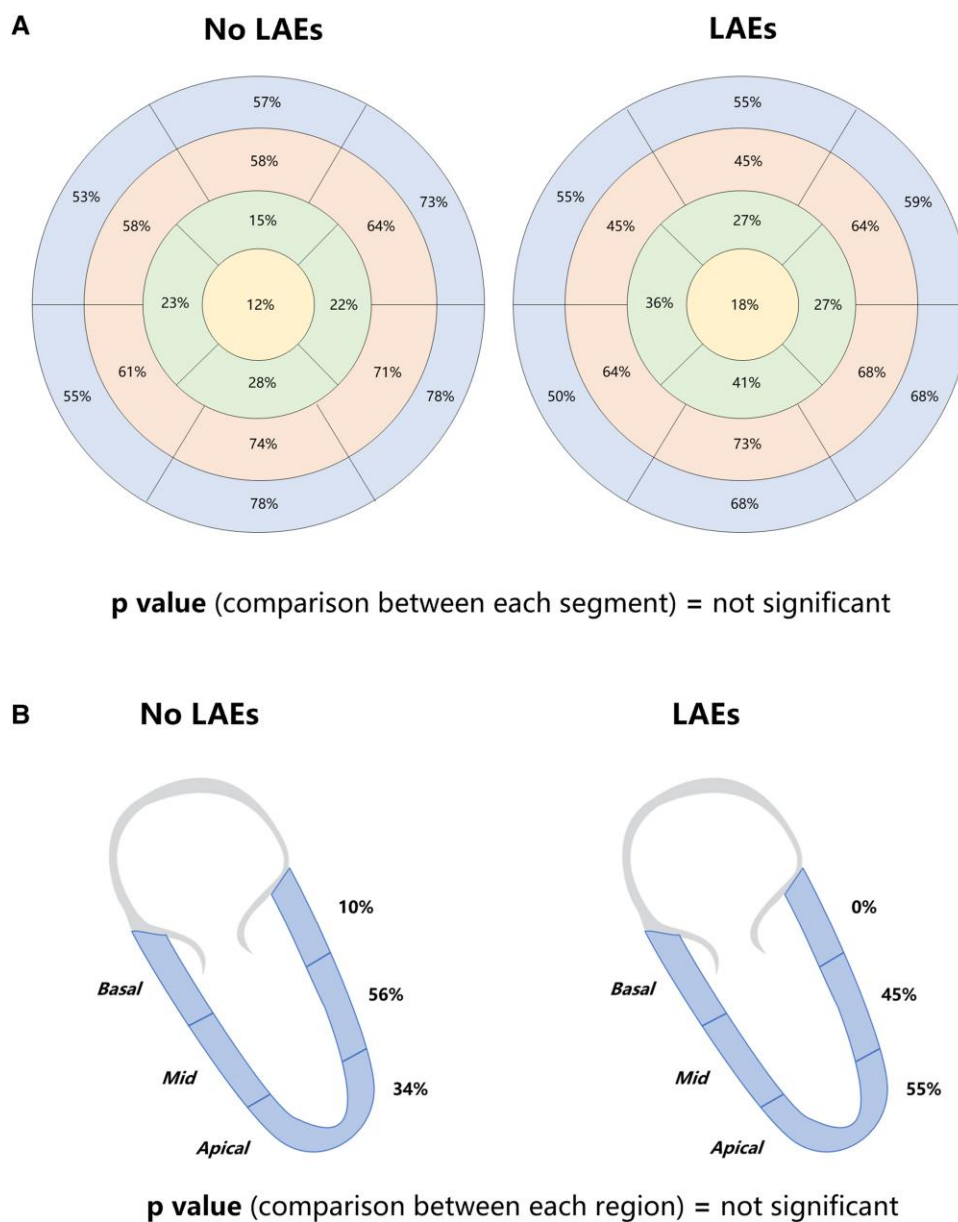 A
No LAEs LAEs
57% 55%
58% 45%
53% 73% 55% 59%
58% 15% 64% 45% 27% 64%
23% 12% 22% 36% 18% 27%
61% 28% 71% 64% 41% 68%
55% 78% 50% 68%
74% 73%
78% 68%
p value (comparison between each segment) = not significant
B
No LAEs LAEs
10% 0%
Basal 56% Basal 45%
Mid 34% Mid 55%
Apical Apical
p value (comparison between each region) = not significant